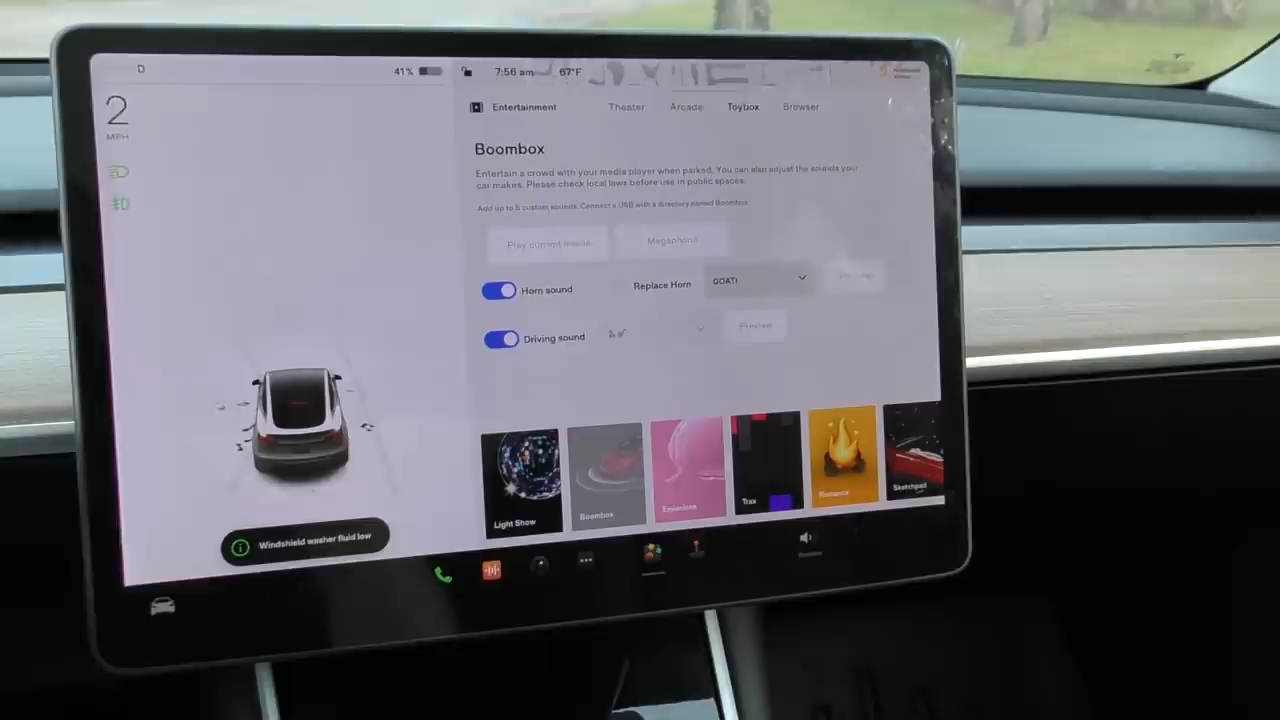 D
41%
7:56 am
67°F
2
MPH
Entertainment
Theater
Arcade
Toybox
Browser
Boombox
Entertain a crowd with your media player when parked. You can also adjust the sounds your
car makes. Please check local laws before use in public spaces.
Add up to 5 custom sounds. Connect a USB with a directory named Boombox
Play current media
Megaphone
Horn sound
Replace Horn
GOAT!
Driving sound
Preview
Light Show
Boombox
Emissions
Trax
Romance
Sketchpad
Windshield washer fluid low